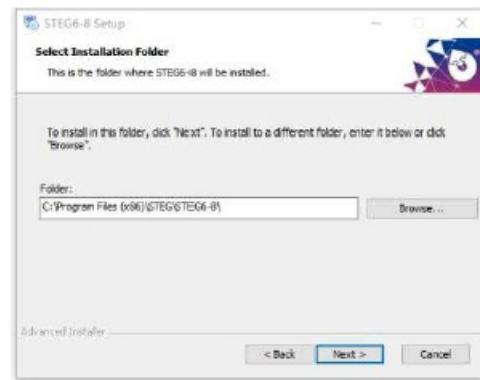 STEG6-8 Setup
Select Installation Folder
This is the folder where STEG6-8 will be installed.
To install in this folder, click "Next". To install to a different folder, enter it below or click
"Browse".
Folder:
C:\Program Files (x86)\STEG\STEG6-8\
Browse...
Advanced Installer
< Back
Next >
Cancel